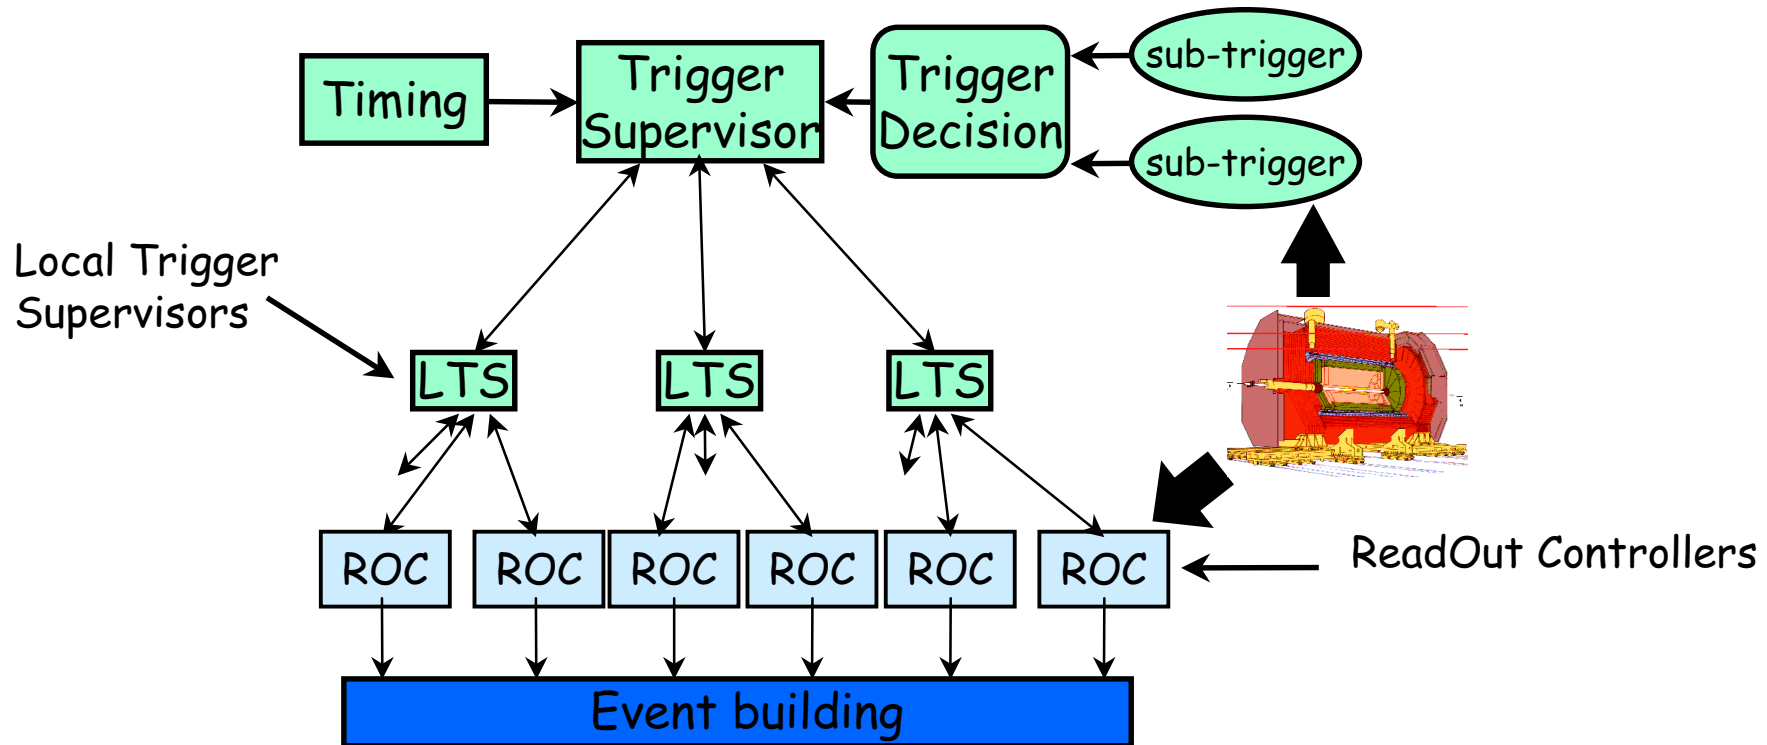 Timing
Trigger
Supervisor
Trigger
Decision
sub-trigger
sub-trigger
Local Trigger
Supervisors
LTS
LTS
LTS
ROC
ROC
ROC
ROC
ROC
ROC
ReadOut Controllers
Event building